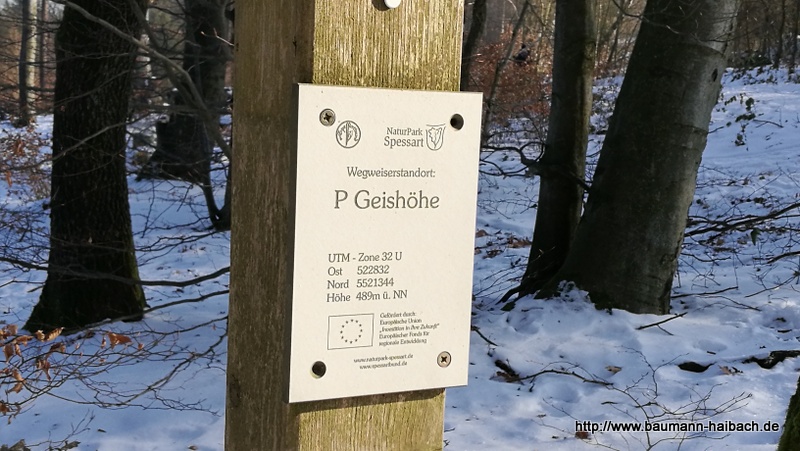 NATURPARK
Spessart
Wegweiserstandort:
P Geishöhe
UTM - Zone 32 U
Ost 522832
Nord 5521344
Höhe 489m ü. NN
Gefördert durch:
Europäische Union
„Investition in Ihre Zukunft"
Europäischer Fonds für
regionale Entwicklung
www.naturpark-spessart.de
www.spessartbund.de
http://www.baumann-haibach.de